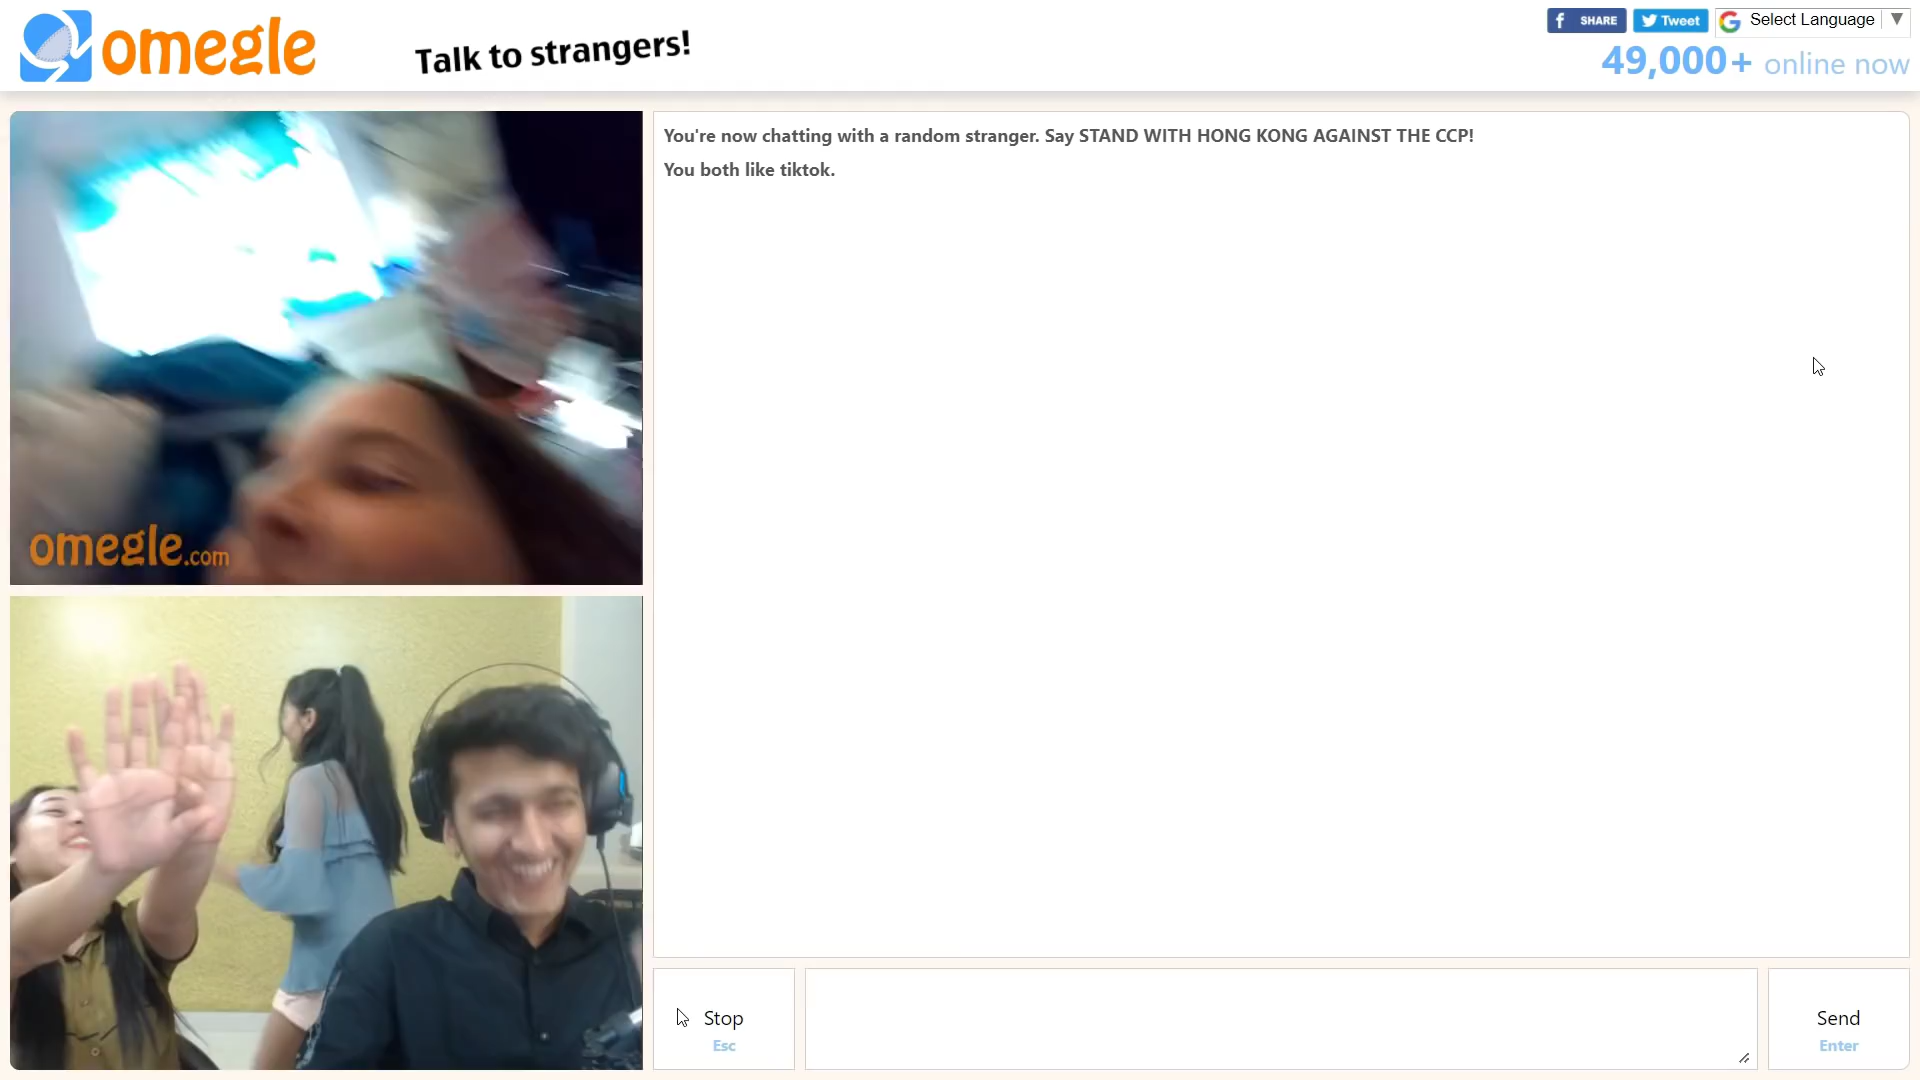 omegle
Talk to strangers!
f SHARE
Tweet
Select Language ▼
49,000+ online now
You're now chatting with a random stranger. Say STAND WITH HONG KONG AGAINST THE CCP!
You both like tiktok.
omegle.com
Stop
Esc
Send
Enter